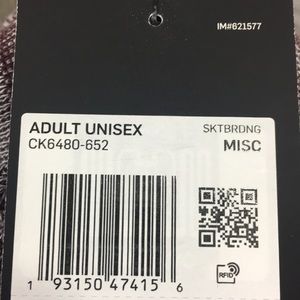 IM#621577
ADULT UNISEX
SKTBRDNG
CK6480-652
MISC
1 93150 47415 6
RFID